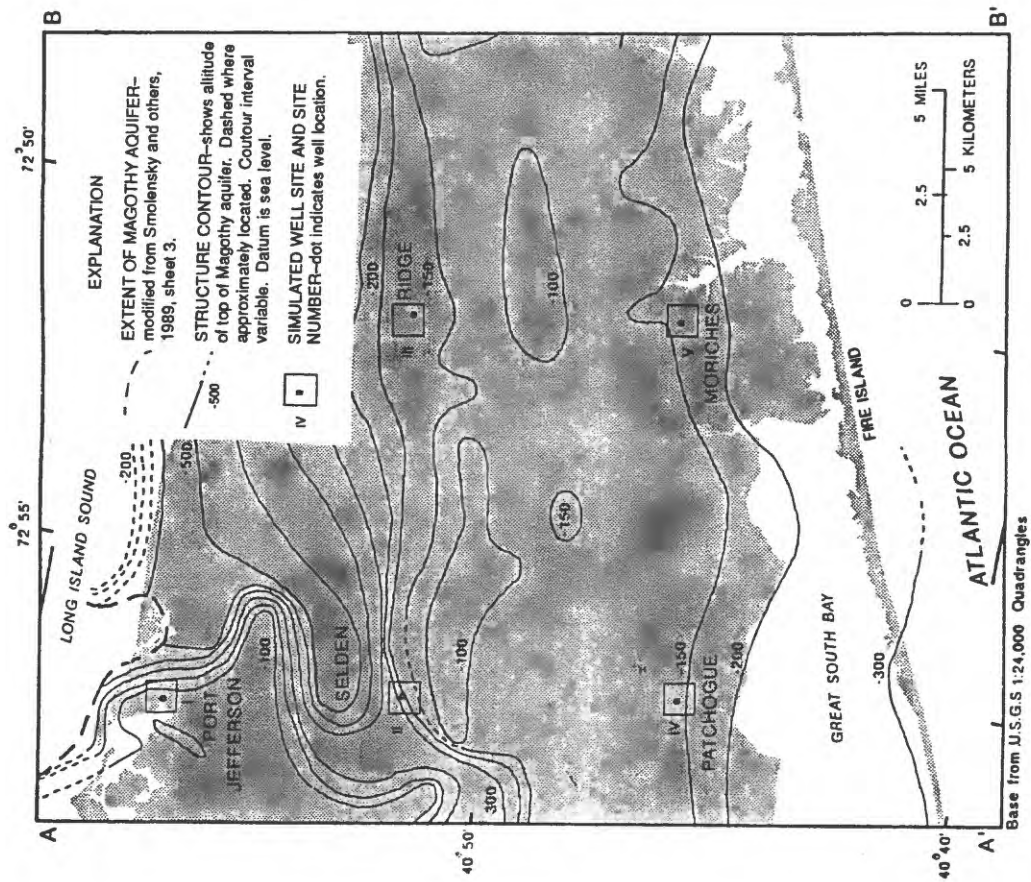 A
B
72° 55'
72° 50'
LONG ISLAND SOUND
EXPLANATION
EXTENT OF MAGOTHY AQUIFER–
modified from Smolensky and others,
1989, sheet 3.
-500
STRUCTURE CONTOUR–shows altitude
of top of Magothy aquifer. Dashed where
approximately located. Coutour interval
variable. Datum is sea level.
IV
SIMULATED WELL SITE AND SITE
NUMBER–dot indicates well location.
-200
-500
I
PORT
JEFFERSON
-100
SELDEN
-200
II
III
RIDGE
-150
-100
300
40° 50'
-100
-150
IV
-150
PATCHOGUE
-200
V
MORICHES
GREAT SOUTH BAY
FIRE ISLAND
-300
ATLANTIC OCEAN
0 2.5 5 MILES
0 2.5 5 KILOMETERS
40° 40'
A'
B'
Base from U.S.G.S 1:24,000 Quadrangles